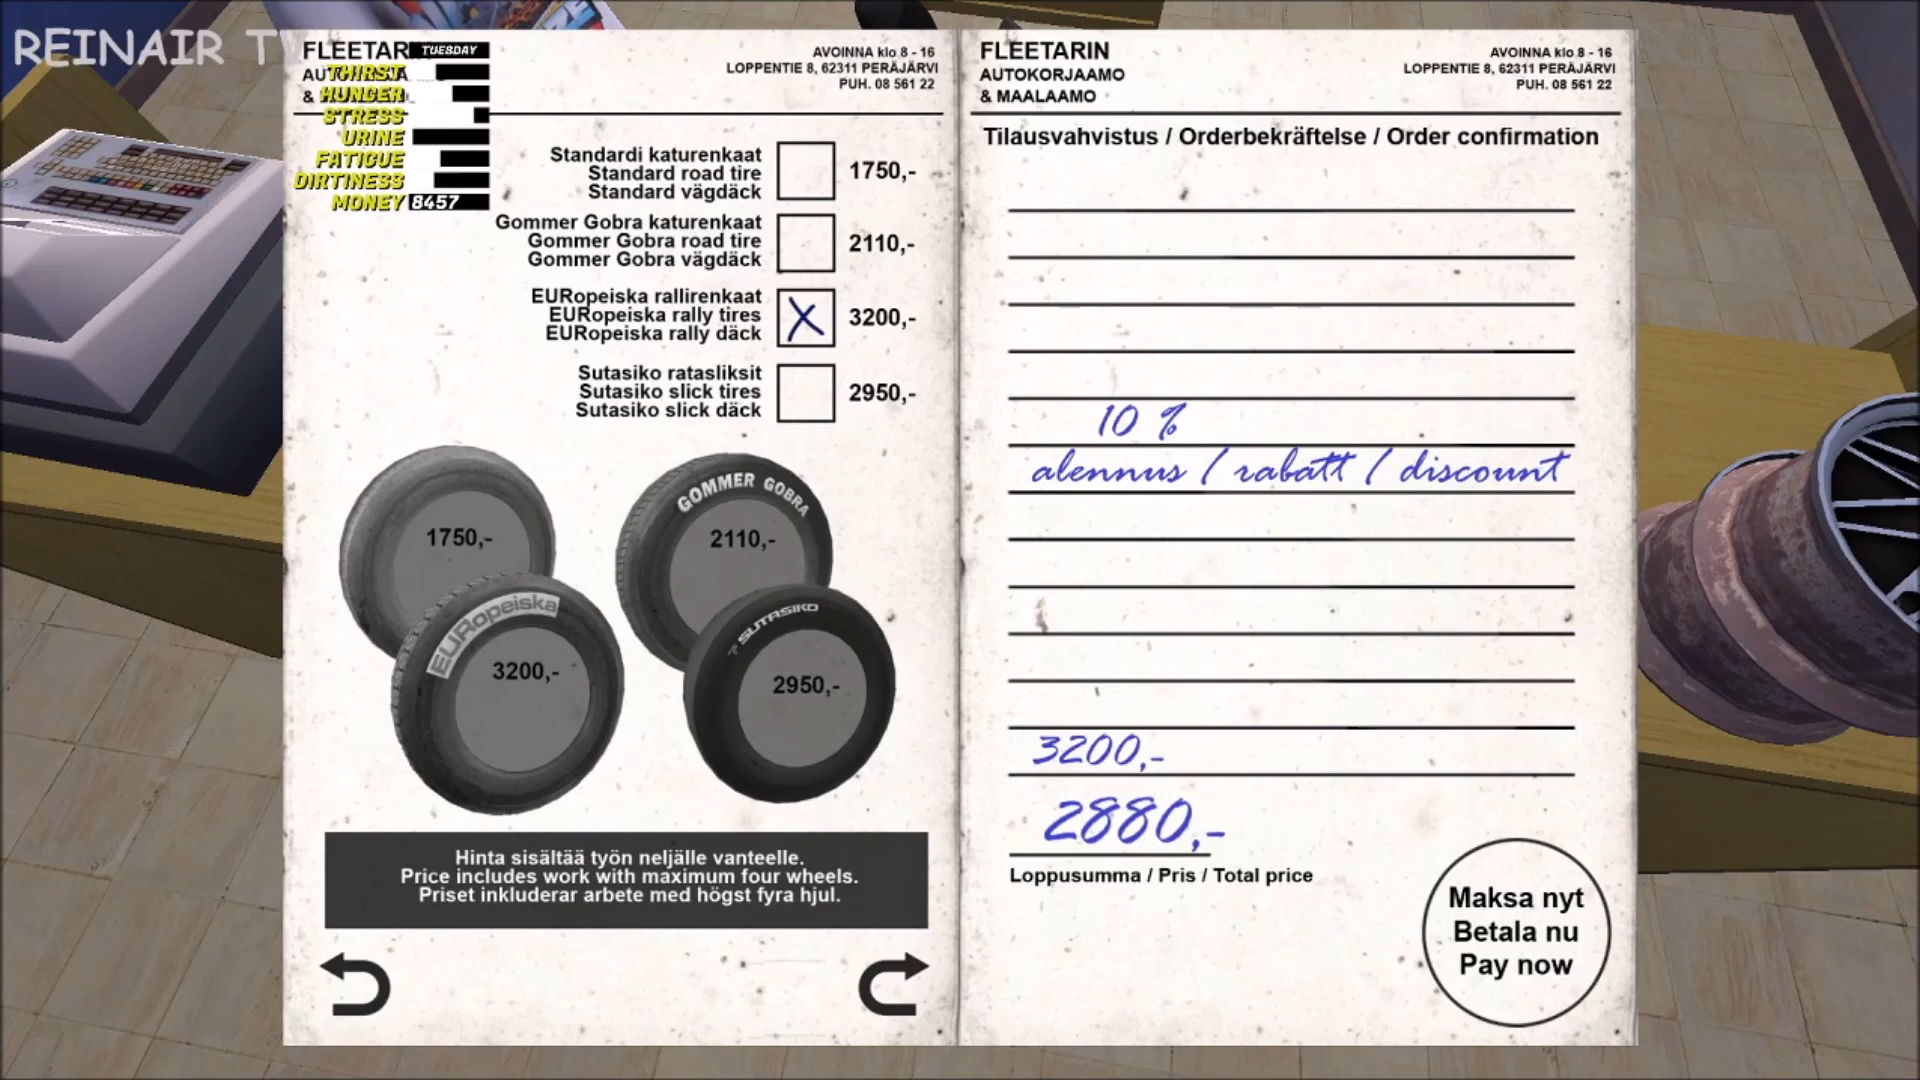 REINAIR T
FLEETAR
TUESDAY
THIRST
& HUNGER
STRESS
URINE
FATIGUE
DIRTINESS
MONEY 8457
AVOINNA klo 8 - 16
LOPPENTIE 8, 62311 PERÄJÄRVI
PUH. 08 561 22
Standardi katurenkaat
Standard road tire
Standard vägdäck
1750,-
Gommer Gobra katurenkaat
Gommer Gobra road tire
Gommer Gobra vägdäck
2110,-
EURopeiska rallirenkaat
EURopeiska rally tires
EURopeiska rally däck
X
3200,-
Sutasiko ratasliksit
Sutasiko slick tires
Sutasiko slick däck
2950,-
1750,-
GOMMER GOBRA
2110,-
EURopeiska
3200,-
SUTASIKO
2950,-
Hinta sisältää työn neljälle vanteelle.
Price includes work with maximum four wheels.
Priset inkluderar arbete med högst fyra hjul.
FLEETARIN
AUTOKORJAAMO
& MAALAAMO
AVOINNA klo 8 - 16
LOPPENTIE 8, 62311 PERÄJÄRVI
PUH. 08 561 22
Tilausvahvistus / Orderbekräftelse / Order confirmation
10 %
alennus / rabatt / discount
3200,-
2880,-
Loppusumma / Pris / Total price
Maksa nyt
Betala nu
Pay now